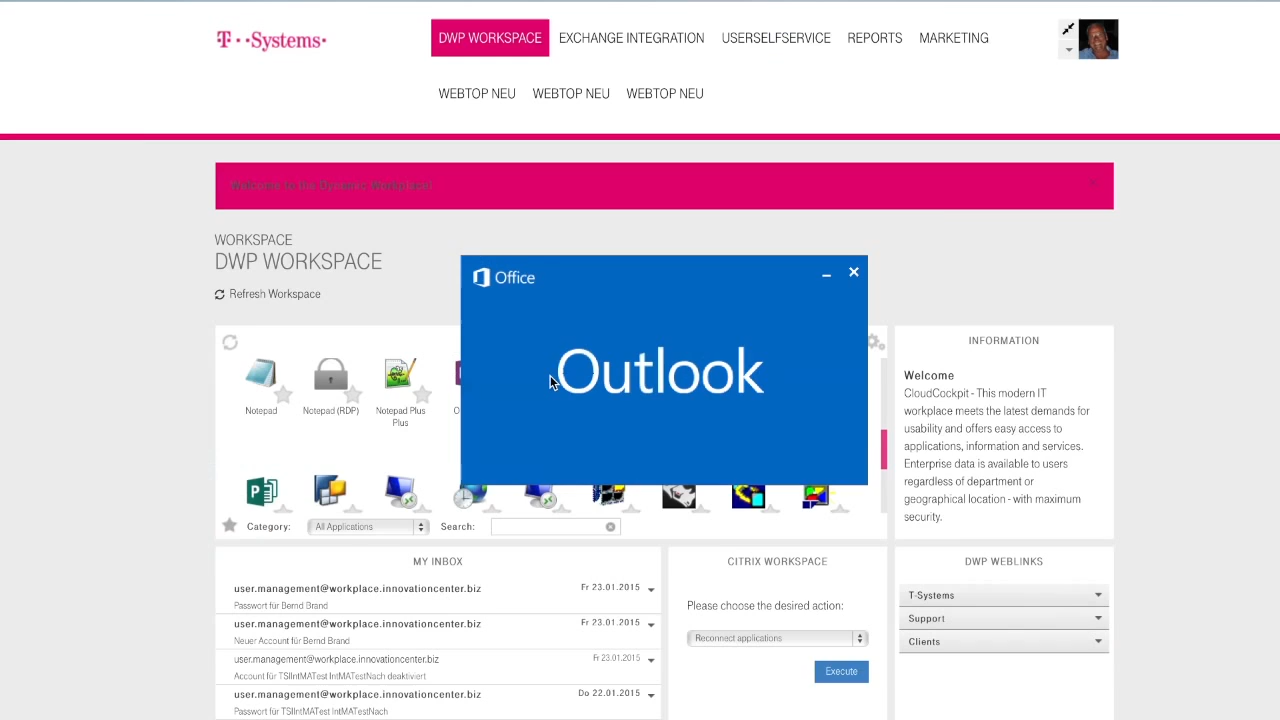 T··Systems·
DWP WORKSPACE
EXCHANGE INTEGRATION
USERSELFSERVICE
REPORTS
MARKETING
WEBTOP NEU
WEBTOP NEU
WEBTOP NEU
Welcome to the Dynamic Workplace!
WORKSPACE
DWP WORKSPACE
Refresh Workspace
Office
Outlook
Notepad
Notepad (RDP)
Notepad Plus
Plus
Category:
All Applications
Search:
INFORMATION
Welcome
CloudCockpit - This modern IT
workplace meets the latest demands for
usability and offers easy access to
applications, information and services.
Enterprise data is available to users
regardless of department or
geographical location - with maximum
security.
MY INBOX
user.management@workplace.innovationcenter.biz Fr 23.01.2015
Passwort für Bernd Brand
user.management@workplace.innovationcenter.biz Fr 23.01.2015
Neuer Account für Bernd Brand
user.management@workplace.innovationcenter.biz Fr 23.01.2015
Account für TSIIntMATest IntMATestNach deaktiviert
user.management@workplace.innovationcenter.biz Do 22.01.2015
Passwort für TSIIntMATest IntMATestNach
CITRIX WORKSPACE
Please choose the desired action:
Reconnect applications
Execute
DWP WEBLINKS
T-Systems
Support
Clients